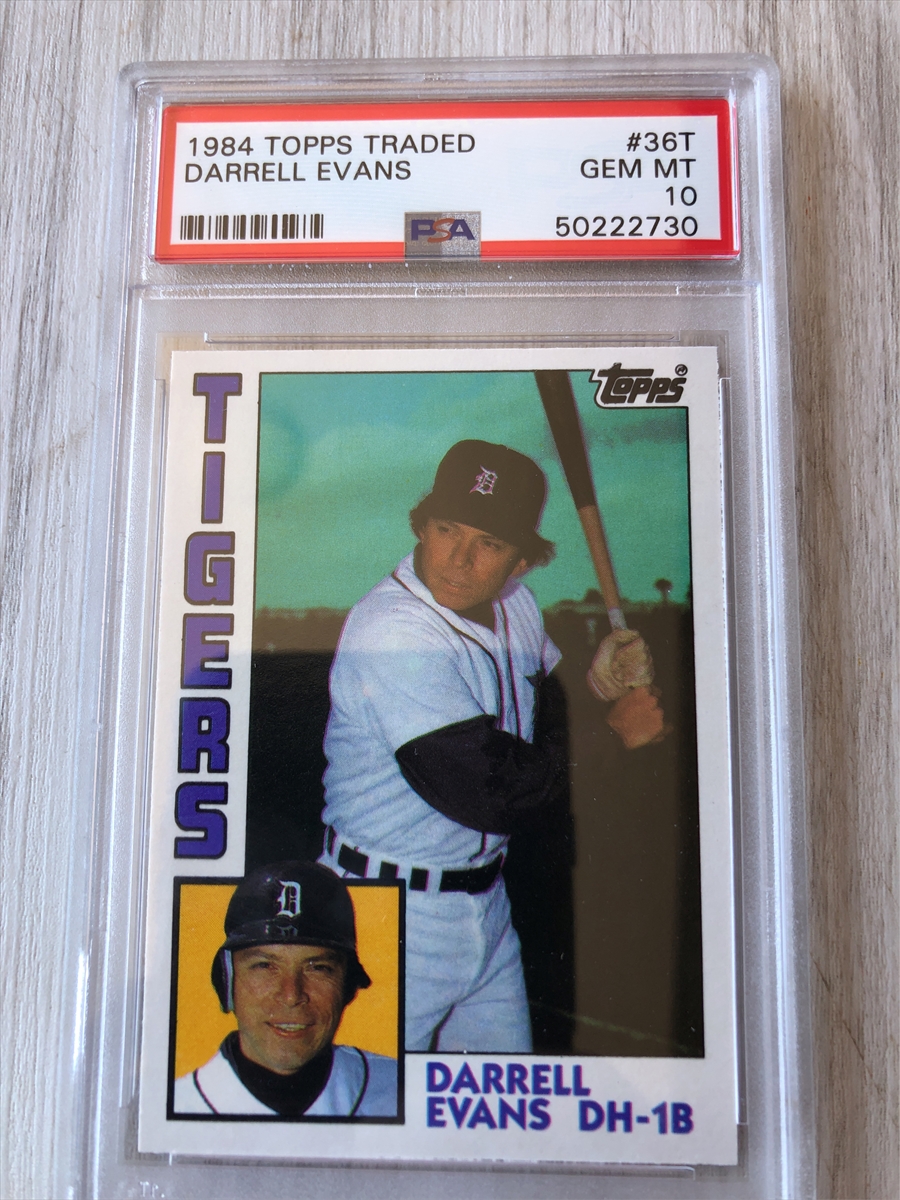 1984 TOPPS TRADED #36T
DARRELL EVANS GEM MT
10
PSA 50222730
TOPPS
TIGERS
D
D
DARRELL
EVANS DH-1B